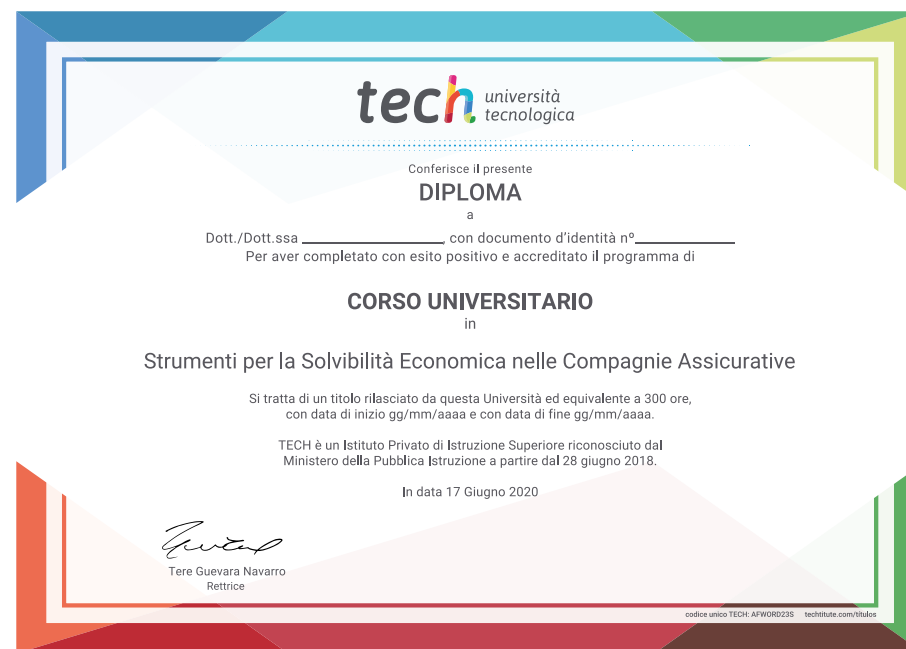 tech università
tecnologica
Conferisce il presente
DIPLOMA
a
Dott./Dott.ssa ________________, con documento d'identità nº____________
Per aver completato con esito positivo e accreditato il programma di
CORSO UNIVERSITARIO
in
Strumenti per la Solvibilità Economica nelle Compagnie Assicurative
Si tratta di un titolo rilasciato da questa Università ed equivalente a 300 ore,
con data di inizio gg/mm/aaaa e con data di fine gg/mm/aaaa.
TECH è un Istituto Privato di Istruzione Superiore riconosciuto dal
Ministero della Pubblica Istruzione a partire dal 28 giugno 2018.
In data 17 Giugno 2020
Tere Guevara Navarro
Rettrice
codice unico TECH: AFWORD23S techtitute.com/titulos